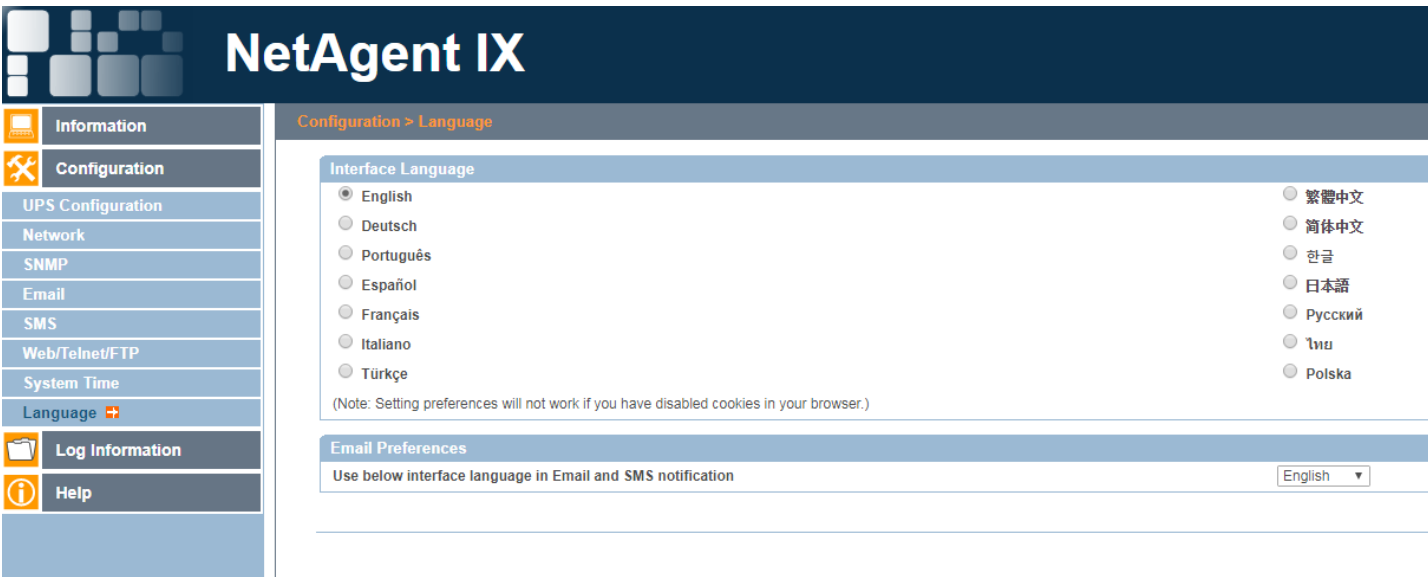 NetAgent IX
Information
Configuration
UPS Configuration
Network
SNMP
Email
SMS
Web/Telnet/FTP
System Time
Language
Log Information
Help
Configuration > Language
Interface Language
English
繁體中文
Deutsch
简体中文
Português
한글
Español
日本語
Français
Русский
Italiano
ไทย
Türkçe
Polska
(Note: Setting preferences will not work if you have disabled cookies in your browser.)
Email Preferences
Use below interface language in Email and SMS notification
English